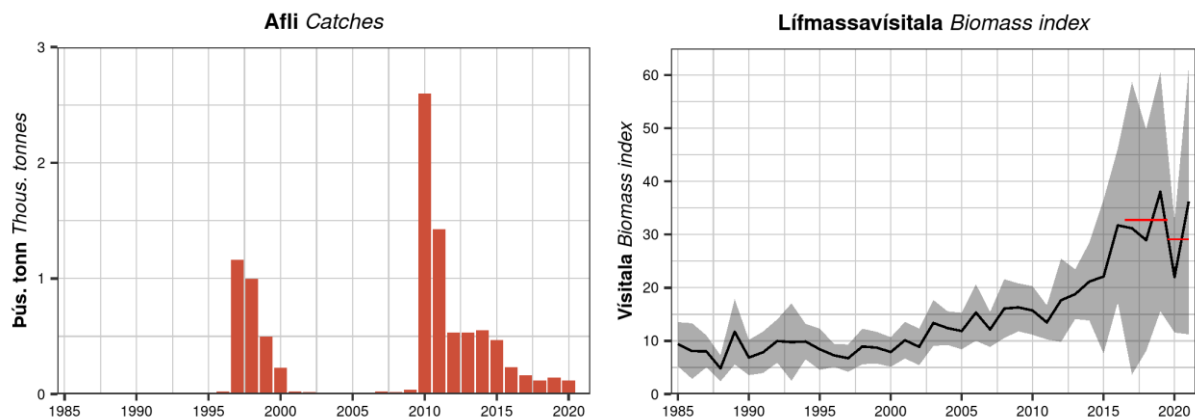 Afli Catches
Þús. tonn Thous. tonnes
3
2
1
0
1985 1990 1995 2000 2005 2010 2015 2020
Lífmassavísitala Biomass index
Vísitala Biomass index
60
50
40
30
20
10
0
1985 1990 1995 2000 2005 2010 2015 2020